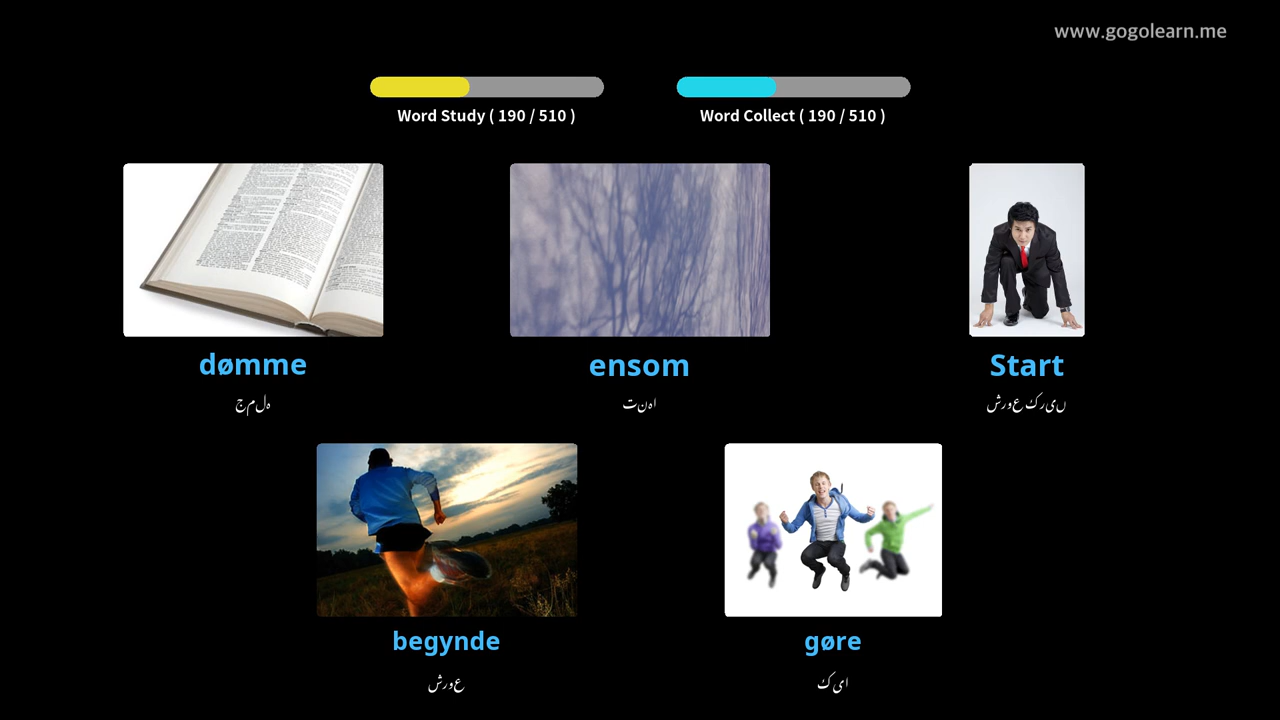 www.gogolearn.me
Word Study ( 190 / 510 )
Word Collect ( 190 / 510 )
dømme
ensom
Start
ہلمج
اہنت
ںیرک عورش
begynde
gøre
عورش
ایک